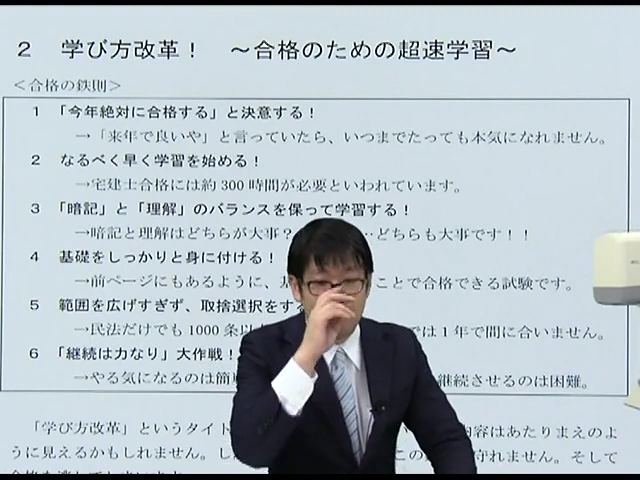 2 学び方改革！ ～合格のための超速学習～
＜合格の鉄則＞
1 「今年絶対に合格する」と決意する！
→「来年で良いや」と言っていたら、いつまでたっても本気になれません。
2 なるべく早く学習を始める！
→宅建士合格には約300時間が必要といわれています。
3 「暗記」と「理解」のバランスを保って学習する！
→暗記と理解はどちらが大事？ …どちらも大事です！！
4 基礎をしっかりと身に付ける！
→前ページにもあるように、 ことで合格できる試験です。
5 範囲を広げすぎず、取捨選択をす
→民法だけでも1000条以 では1年で間に合いません。
6 「継続は力なり」大作戦！
→やる気になるのは簡 継続させるのは困難。
「学び方改革」というタイト 内容はあたりまえのよ
うに見えるかもしれません。し この 守れません。そして